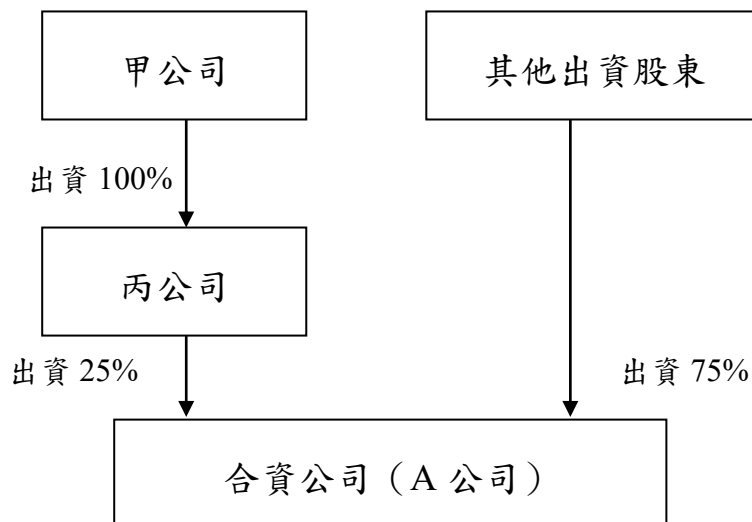 甲公司
其他出資股東
出資 100%
丙公司
出資 25%
出資 75%
合資公司（A 公司）